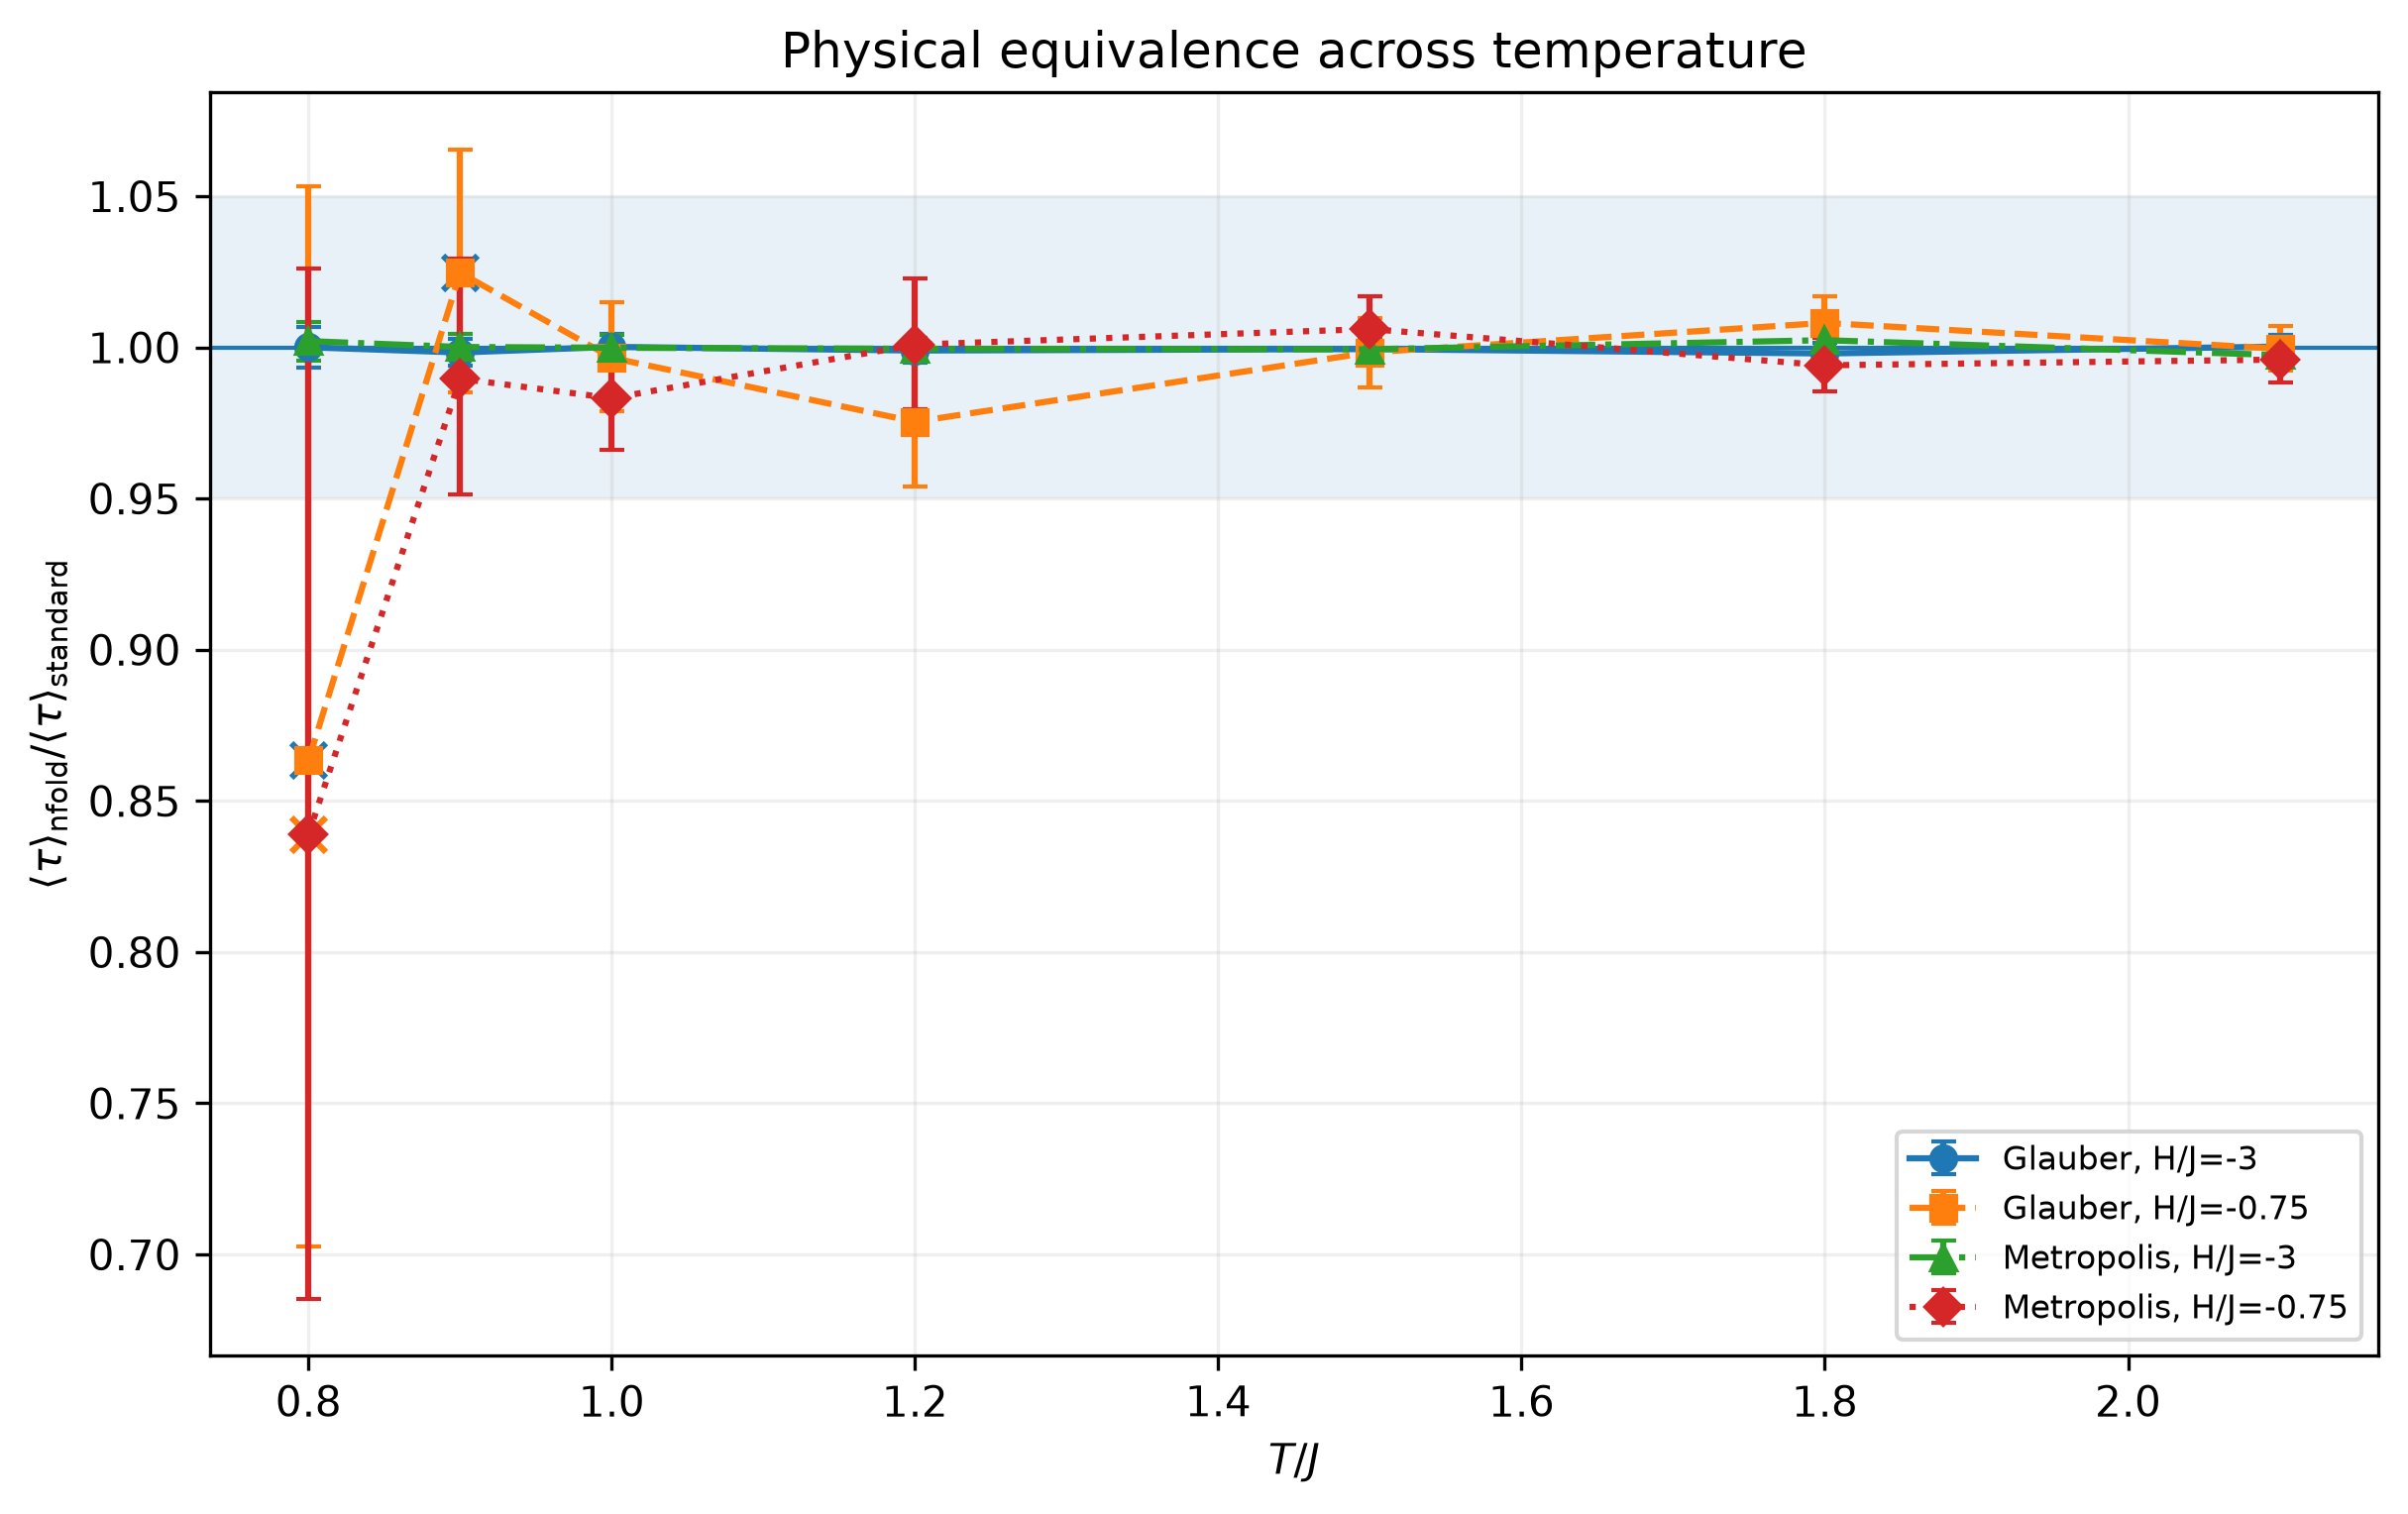 Physical equivalence across temperature
⟨τ⟩nfold/⟨τ⟩standard
1.05
1.00
0.95
0.90
0.85
0.80
0.75
0.70
Glauber, H/J=-3
Glauber, H/J=-0.75
Metropolis, H/J=-3
Metropolis, H/J=-0.75
0.8 1.0 1.2 1.4 1.6 1.8 2.0
T/J